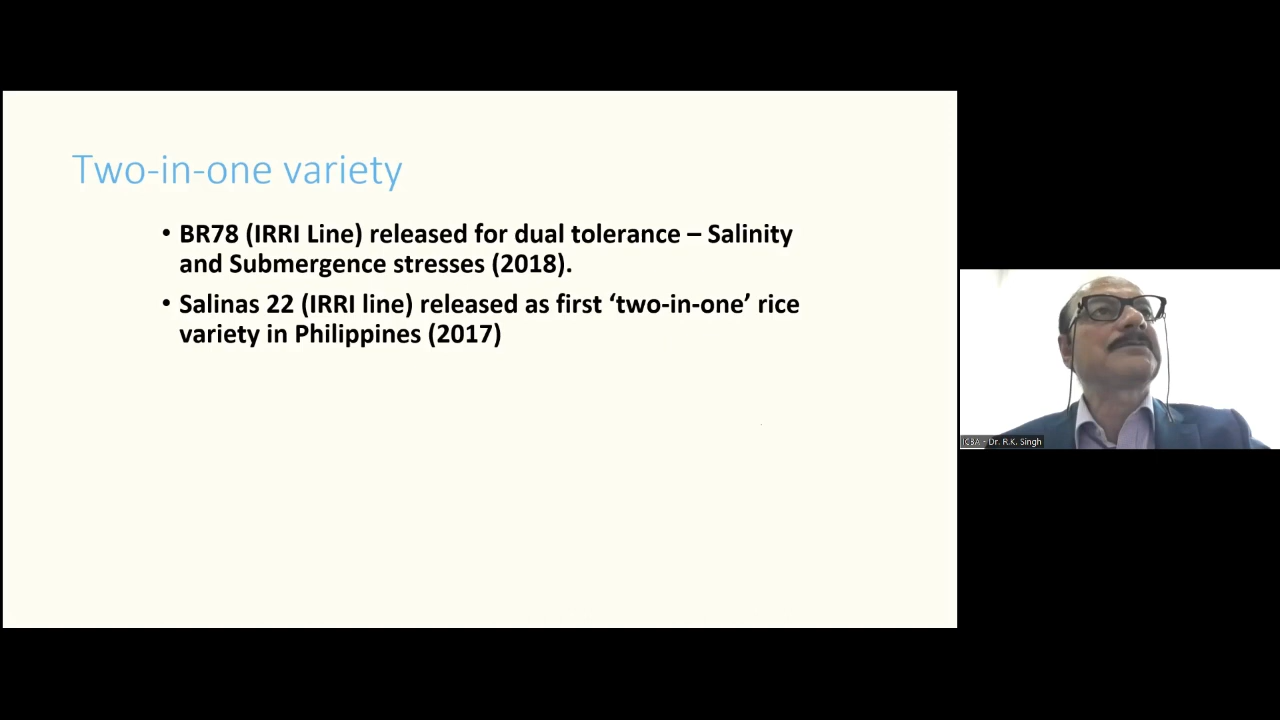 Two-in-one variety
• BR78 (IRRI Line) released for dual tolerance – Salinity
and Submergence stresses (2018).
• Salinas 22 (IRRI line) released as first ‘two-in-one’ rice
variety in Philippines (2017)
ICBA - Dr. R.K. Singh